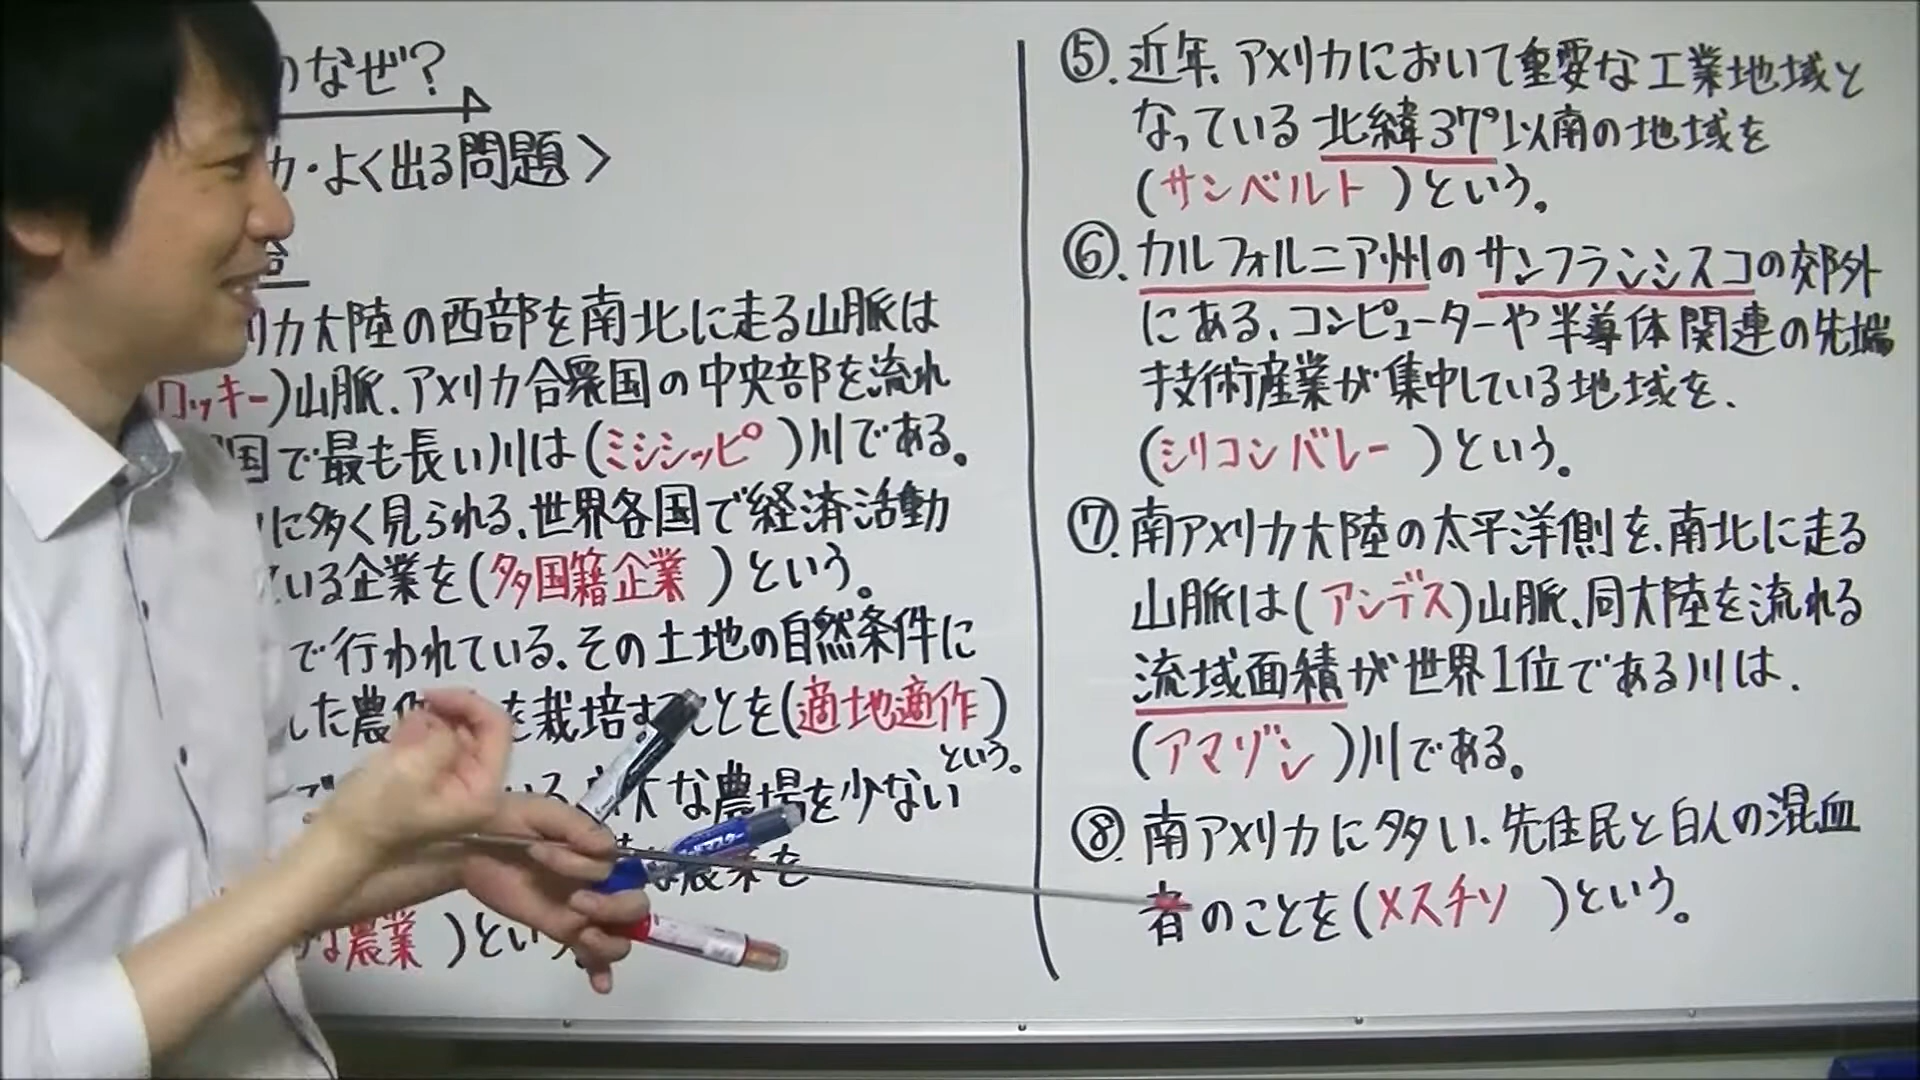 のなぜ?
カ・よく出る問題>
合
リカ大陸の西部を南北に走る山脈は
ロッキー)山脈、アメリカ合衆国の中央部を流れ
国で最も長い川は(ミシシッピ)川である。
に多く見られる、世界各国で経済活動
いる企業を(多国籍企業)という。
で行われている、その土地の自然条件に
した農 を栽培することを(適地適作)
という。
大な農場を少ない
な農業を
な農業)という。
⑤.近年、アメリカにおいて重要な工業地域と
なっている北緯37°以南の地域を
(サンベルト)という。
⑥.カルフォルニア州のサンフランシスコの郊外
にある、コンピューターや半導体関連の先端
技術産業が集中している地域を、
(シリコンバレー)という。
⑦.南アメリカ大陸の太平洋側を、南北に走る
山脈は(アンデス)山脈、同大陸を流れる
流域面積が世界1位である川は、
(アマゾン)川である。
⑧.南アメリカに多い、先住民と白人の混血
者のことを(メスチソ)という。